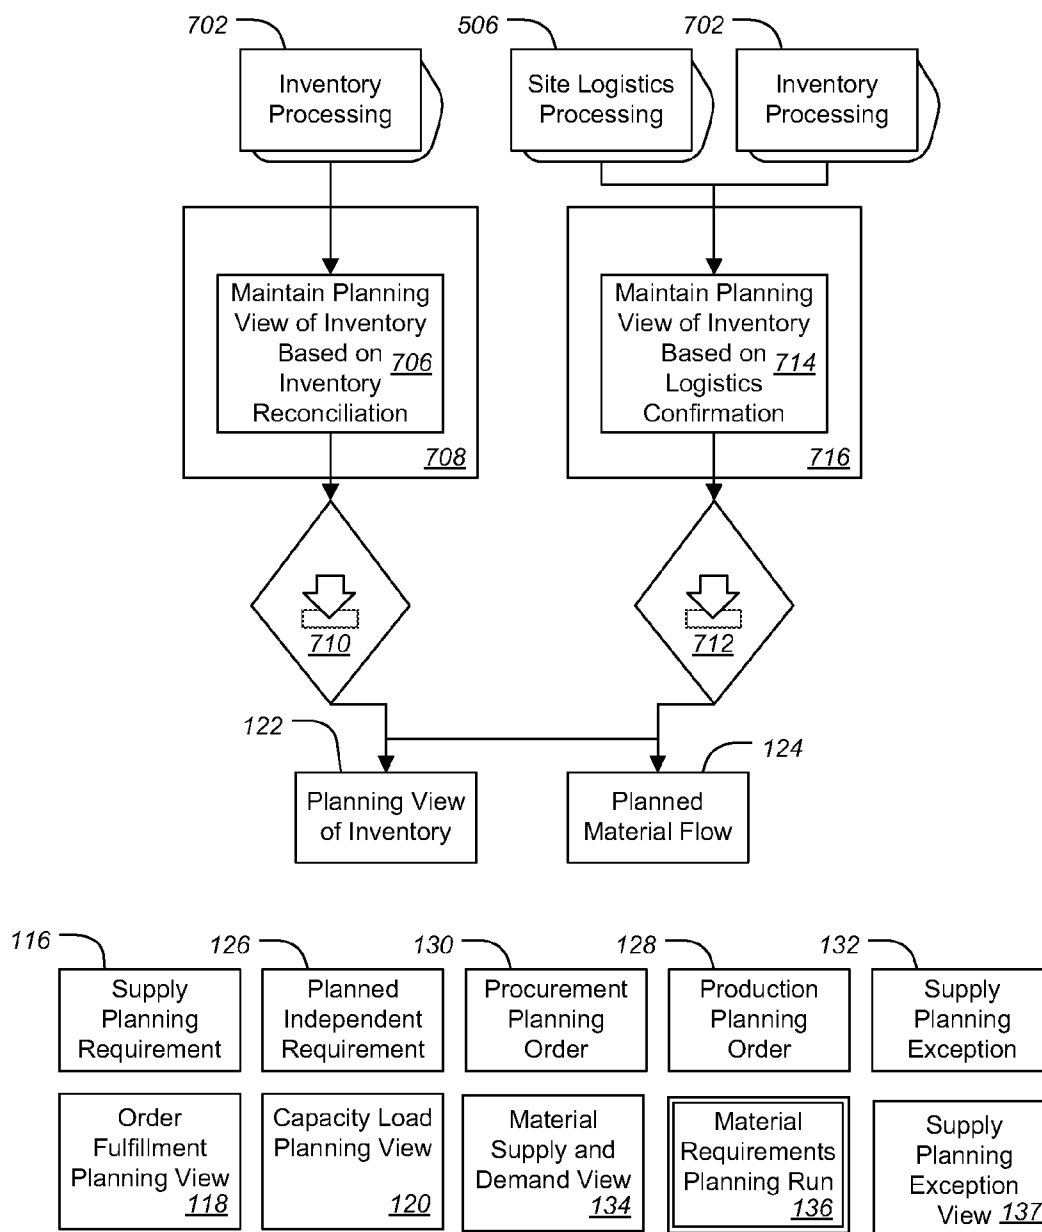 702
506
702
Inventory
Processing
Site Logistics
Processing
Inventory
Processing
Maintain Planning
View of Inventory
Based on
706
Inventory
Reconciliation
708
Maintain Planning
View of Inventory
Based on
714
Logistics
Confirmation
716
710
712
122
124
Planning View
of Inventory
Planned
Material Flow
116
126
130
128
132
Supply
Planning
Requirement
Planned
Independent
Requirement
Procurement
Planning
Order
Production
Planning
Order
Supply
Planning
Exception
Order
Fulfillment
Planning View
118
Capacity Load
Planning View
120
Material
Supply and
Demand View
134
Material
Requirements
Planning Run
136
Supply
Planning
Exception
View 137